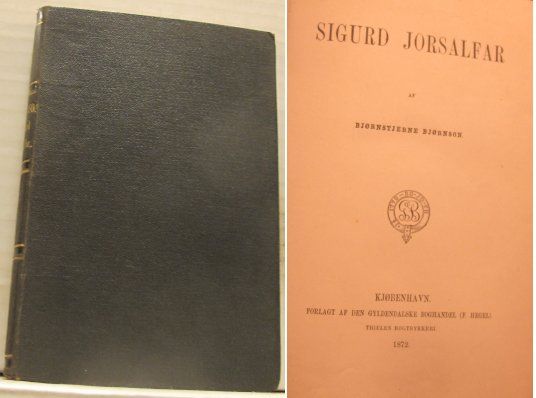 SIGURD JORSALFAR
AF
BJØRNSTJERNE BJØRNSON.
KJØBENHAVN.
FORLAGT AF DEN GYLDENDALSKE BOGHANDEL (F. HEGEL).
THIELES BOGTRYKKERI.
1872.